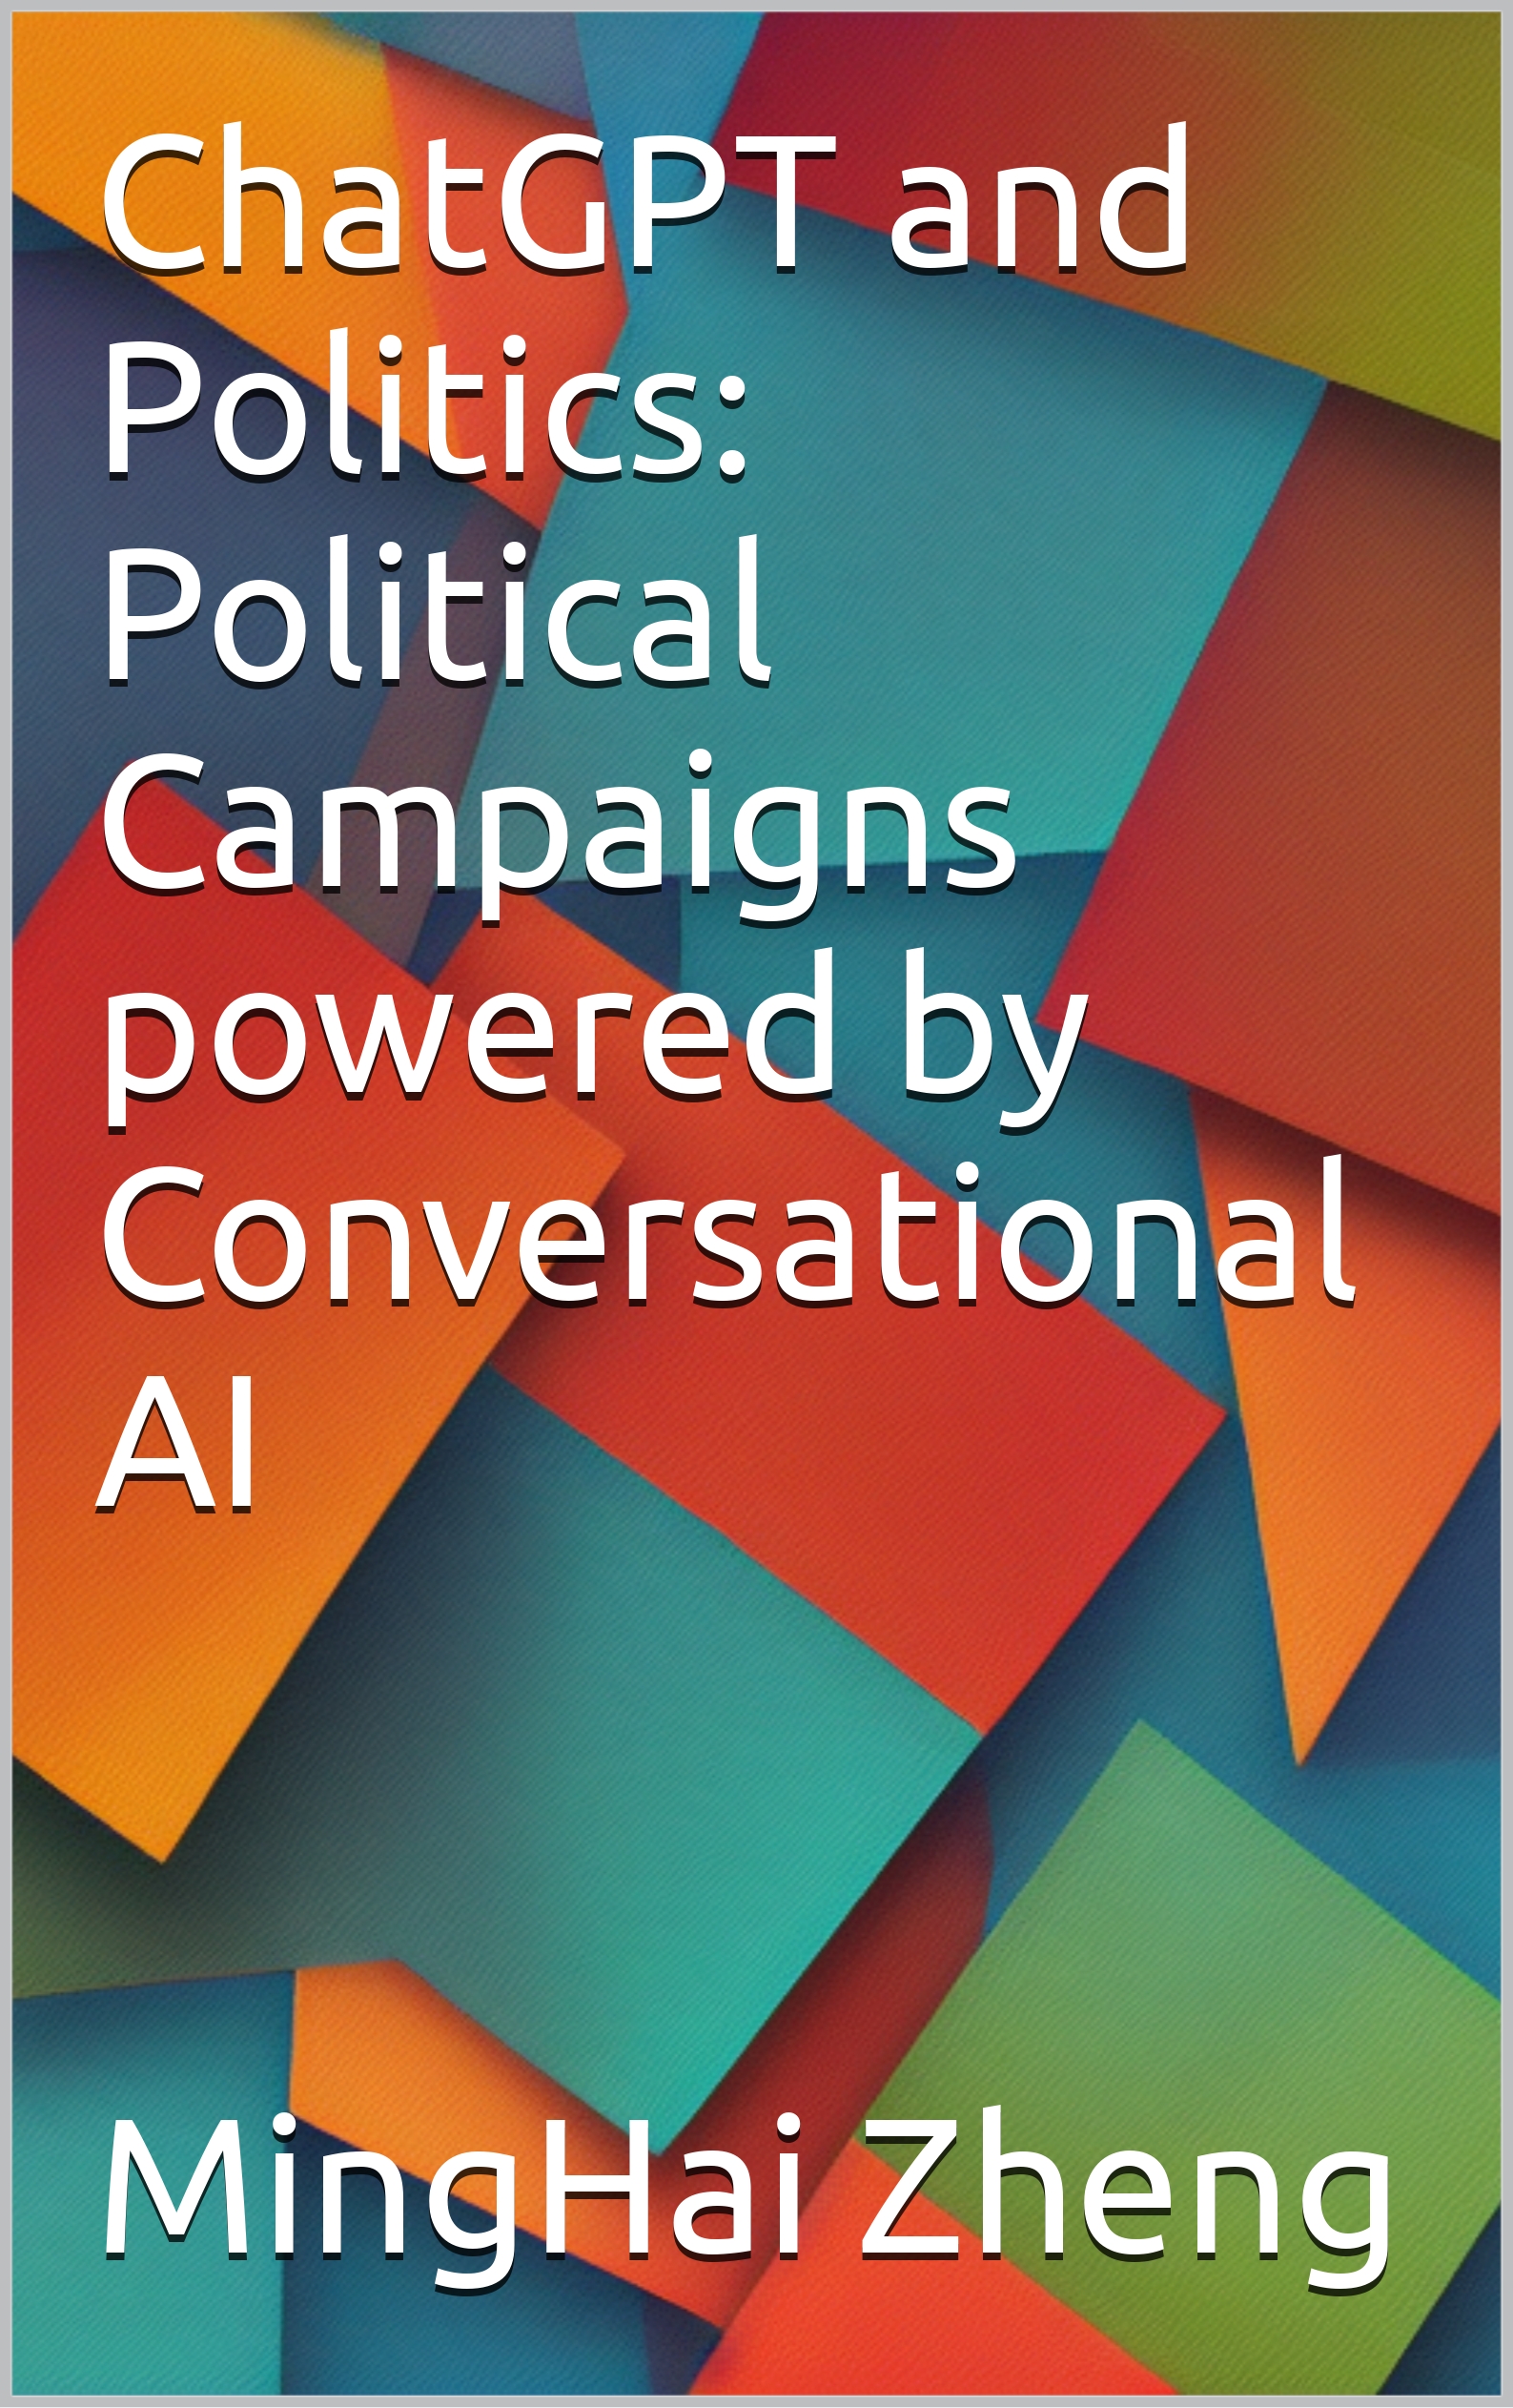 ChatGPT and
Politics:
Political
Campaigns
powered by
Conversational
AI
MingHai Zheng